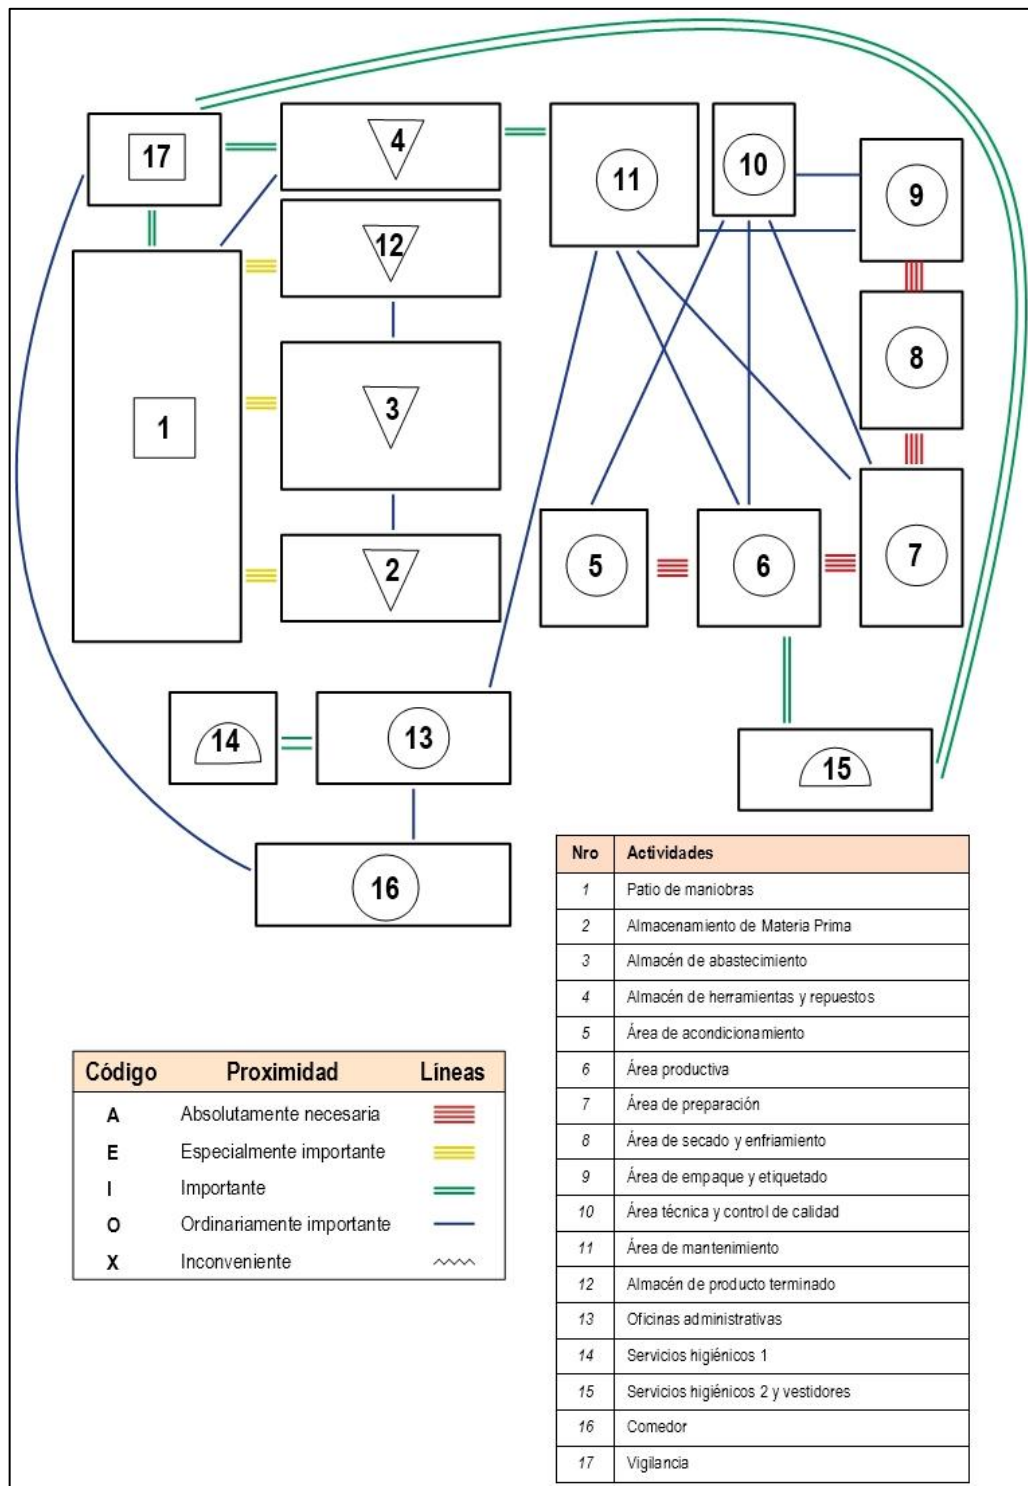 17
4
11
10
9
12
8
3
1
5
6
7
2
14
13
15
16
Nro Actividades
1 Patio de maniobras
2 Almacenamiento de Materia Prima
3 Almacén de abastecimiento
4 Almacén de herramientas y repuestos
5 Área de acondicionamiento
6 Área productiva
7 Área de preparación
8 Área de secado y enfriamiento
9 Área de empaque y etiquetado
10 Área técnica y control de calidad
11 Área de mantenimiento
12 Almacén de producto terminado
13 Oficinas administrativas
14 Servicios higiénicos 1
15 Servicios higiénicos 2 y vestidores
16 Comedor
17 Vigilancia
Código Proximidad Líneas
A Absolutamente necesaria
E Especialmente importante
I Importante
O Ordinariamente importante
X Inconveniente